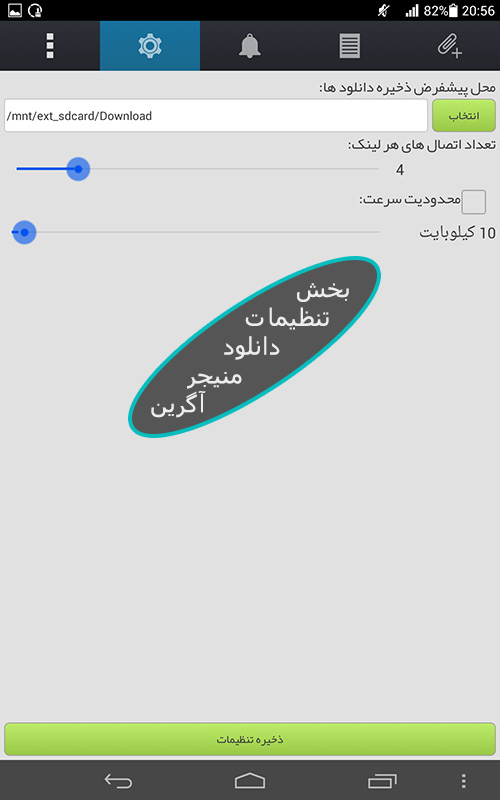 82% 20:56
محل پیشفرض ذخیره دانلود ها:
/mnt/ext_sdcard/Download
انتخاب
تعداد اتصال های هر لینک:
4
محدودیت سرعت:
10 کیلوبایت
بخش
تنظیمات
دانلود
منیجر
آگرین
ذخیره تنظیمات